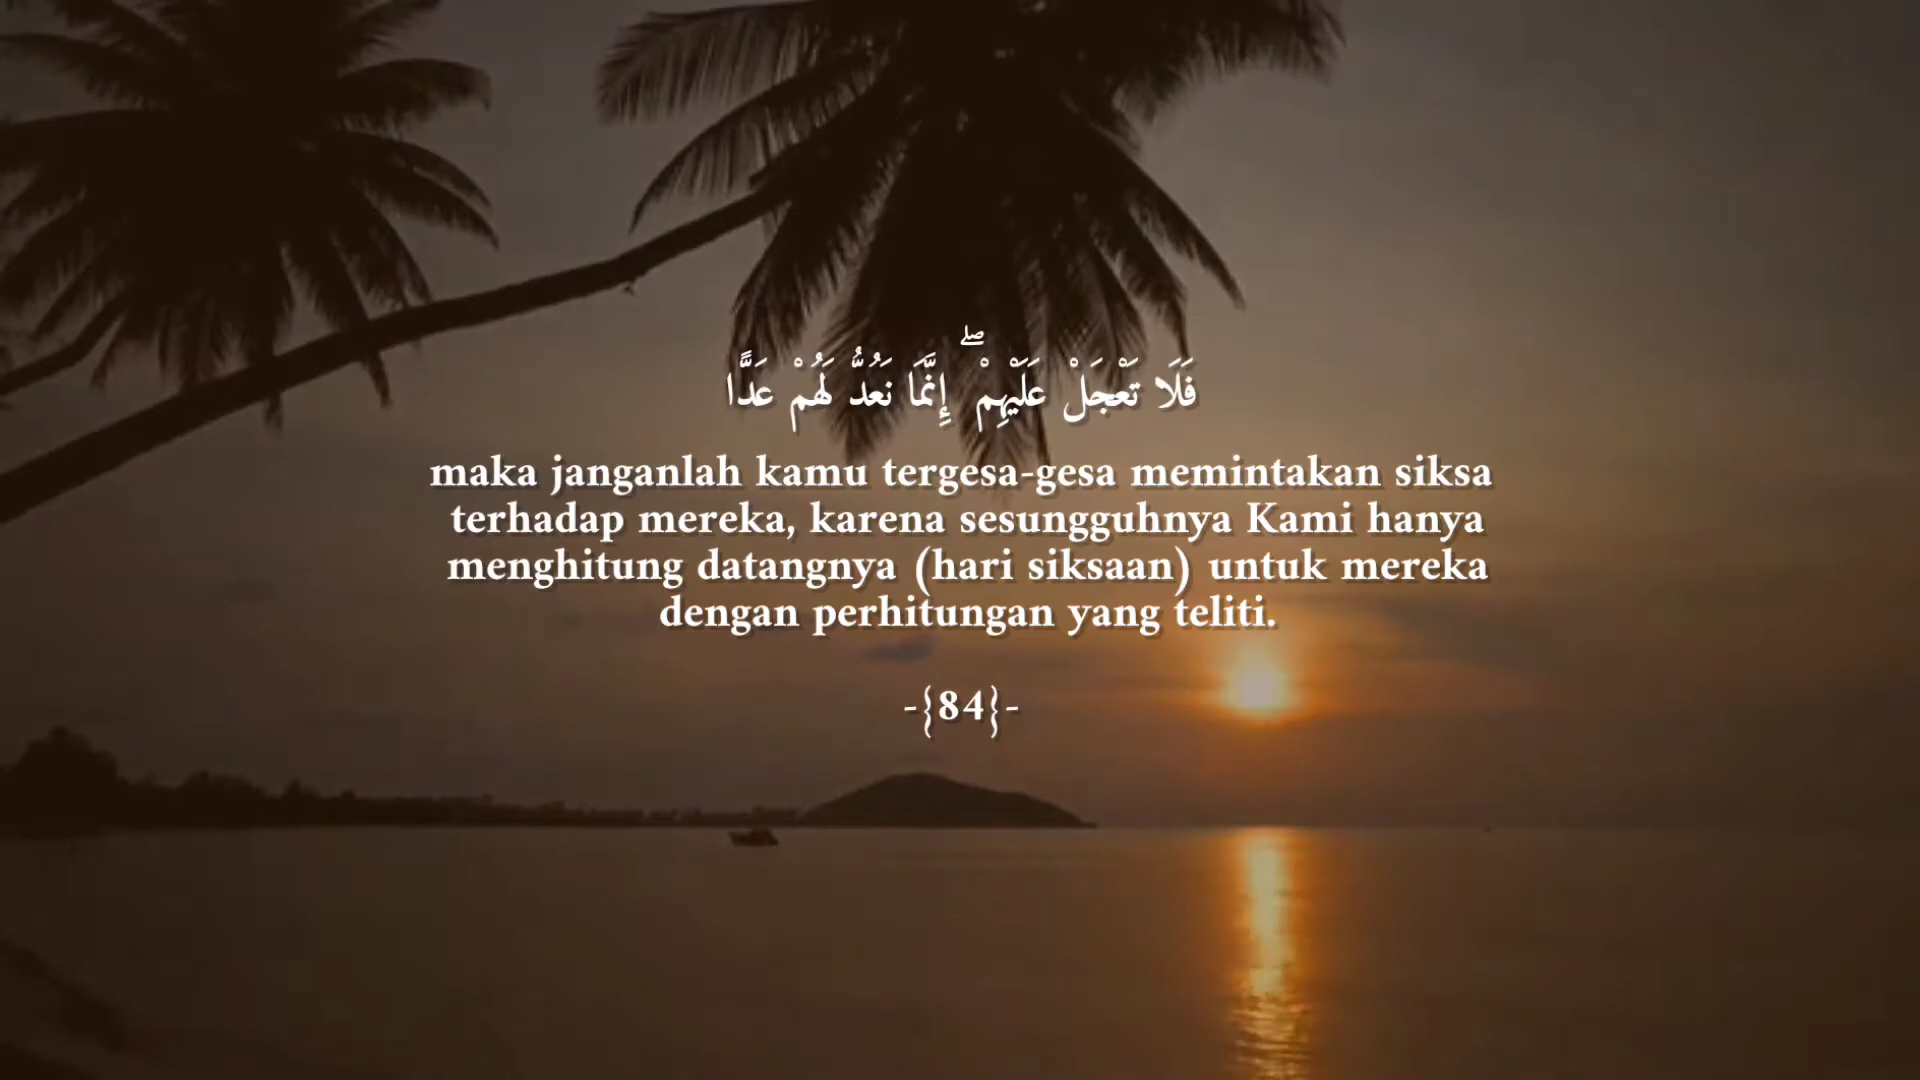 فَلَا تَعْجَلْ عَلَيْهِمْ ۖ إِنَّمَا نَعُدُّ لَهُمْ عَدًّا
maka janganlah kamu tergesa-gesa memintakan siksa
terhadap mereka, karena sesungguhnya Kami hanya
menghitung datangnya (hari siksaan) untuk mereka
dengan perhitungan yang teliti.
-{84}-